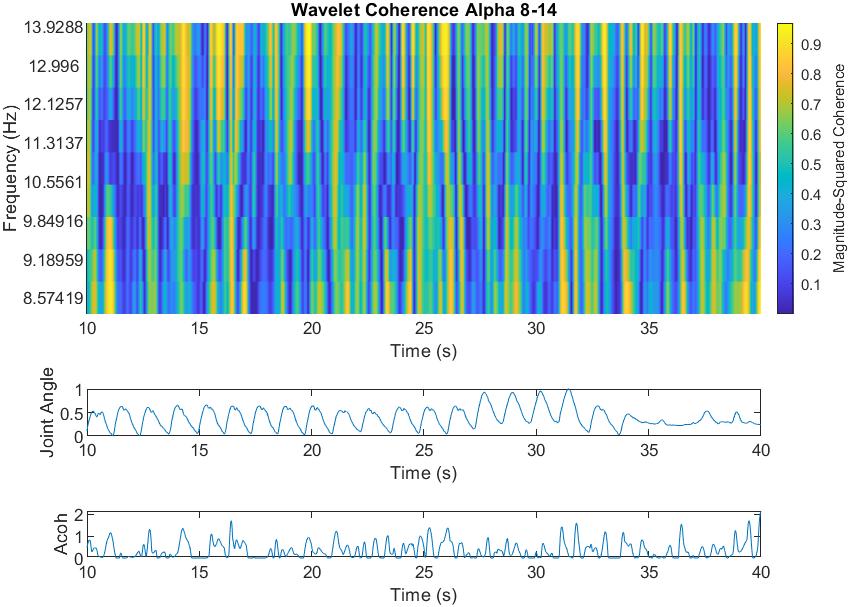 Wavelet Coherence Alpha 8-14
Frequency (Hz)
13.9288
12.996
12.1257
11.3137
10.5561
9.84916
9.18959
8.57419
10 15 20 25 30 35
Time (s)
0.9
0.8
0.7
0.6
0.5
0.4
0.3
0.2
0.1
Magnitude-Squared Coherence
Joint Angle
1
0.5
0
10 15 20 25 30 35 40
Time (s)
Acoh
2
1
0
10 15 20 25 30 35 40
Time (s)